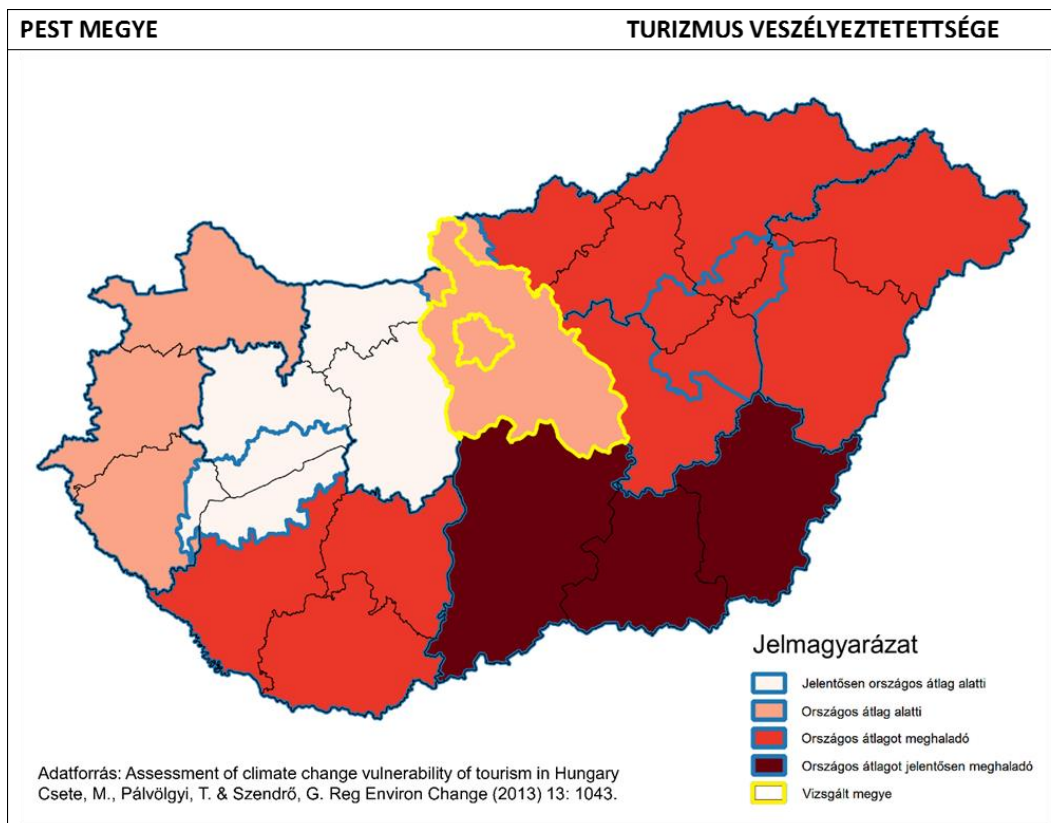 PEST MEGYE TURIZMUS VESZÉLYEZTETETTSÉGE
Jelmagyarázat
Jelentősen országos átlag alatti
Országos átlag alatti
Országos átlagot meghaladó
Országos átlagot jelentősen meghaladó
Vizsgált megye
Adatforrás: Assessment of climate change vulnerability of tourism in Hungary
Csete, M., Pálvölgyi, T. & Szendrő, G. Reg Environ Change (2013) 13: 1043.